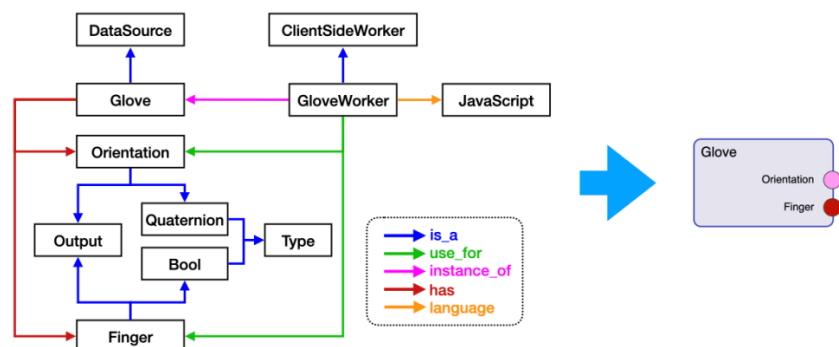 DataSource
ClientSideWorker
Glove
GloveWorker
JavaScript
Orientation
Quaternion
Output
Type
Bool
Finger
is_a
use_for
instance_of
has
language
Glove
Orientation
Finger